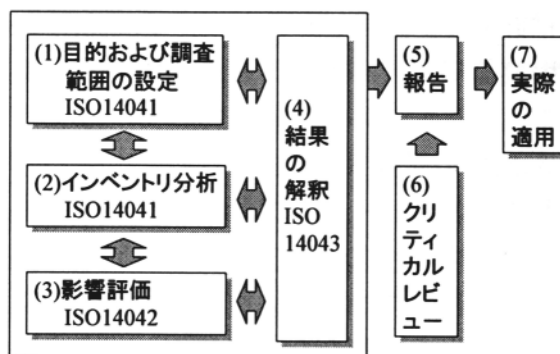 (1)目的および調査
範囲の設定
ISO14041
(2)インベントリ分析
ISO14041
(3)影響評価
ISO14042
(4)
結果
の
解釈
ISO
14043
(5)
報告
(6)
クリ
ティ
カル
レビ
ュー
(7)
実際
の
適用